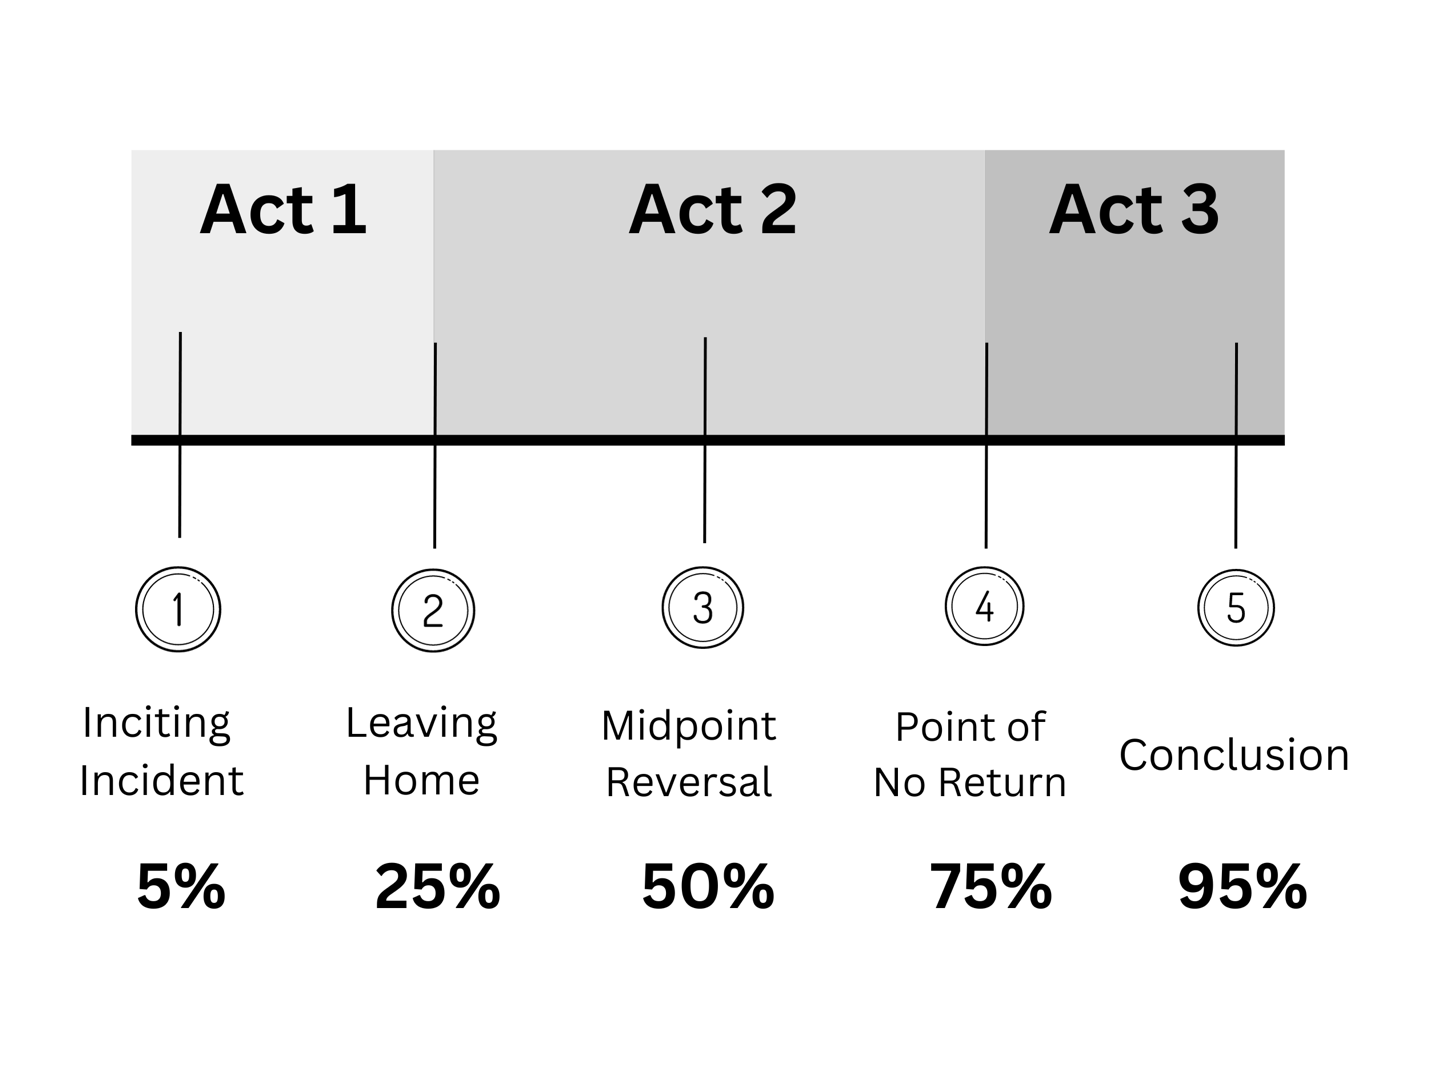 Act 1
Act 2
Act 3
1
2
3
4
5
Inciting
Incident
Leaving
Home
Midpoint
Reversal
Point of
No Return
Conclusion
5%
25%
50%
75%
95%